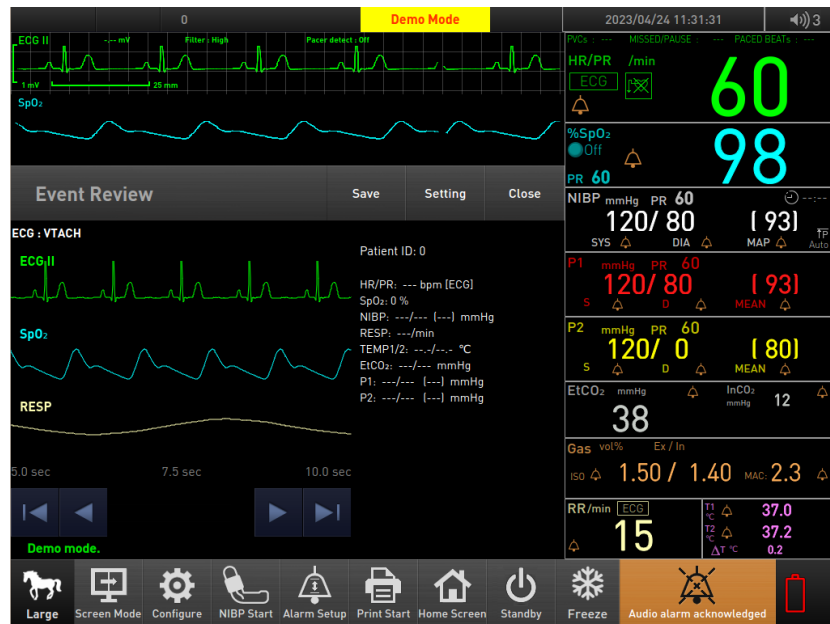 0 Demo Mode 2023/04/24 11:31:31 3
ECG II -.-- mV Filter : High Pacer detect : Off
1 mV 25 mm
SpO₂
PVCs : --- MISSED/PAUSE : --- PACED BEATs : ---
HR/PR /min
ECG
60
%SpO₂
Off
PR 60
98
Event Review Save Setting Close
NIBP mmHg PR 60 --:--
120/ 80 ( 93)
SYS DIA MAP Auto
ECG : VTACH
ECG II
SpO₂
RESP
5.0 sec 7.5 sec 10.0 sec
Demo mode.
Patient ID: 0
HR/PR: --- bpm [ECG]
SpO₂: 0 %
NIBP: ---/--- (---) mmHg
RESP: ---/min
TEMP1/2: --.-/--.- °C
EtCO₂: ---/--- mmHg
P1: ---/--- (---) mmHg
P2: ---/--- (---) mmHg
P1 mmHg PR 60
120/ 80 ( 93)
S D MEAN
P2 mmHg PR 60
120/ 0 ( 80)
S D MEAN
EtCO₂ mmHg InCO₂ mmHg 12
38
Gas vol% Ex / In
ISO 1.50 / 1.40 MAC: 2.3
RR/min ECG
15
T1 °C 37.0
T2 °C 37.2
ΔT °C 0.2
Large Screen Mode Configure NIBP Start Alarm Setup Print Start Home Screen Standby Freeze Audio alarm acknowledged